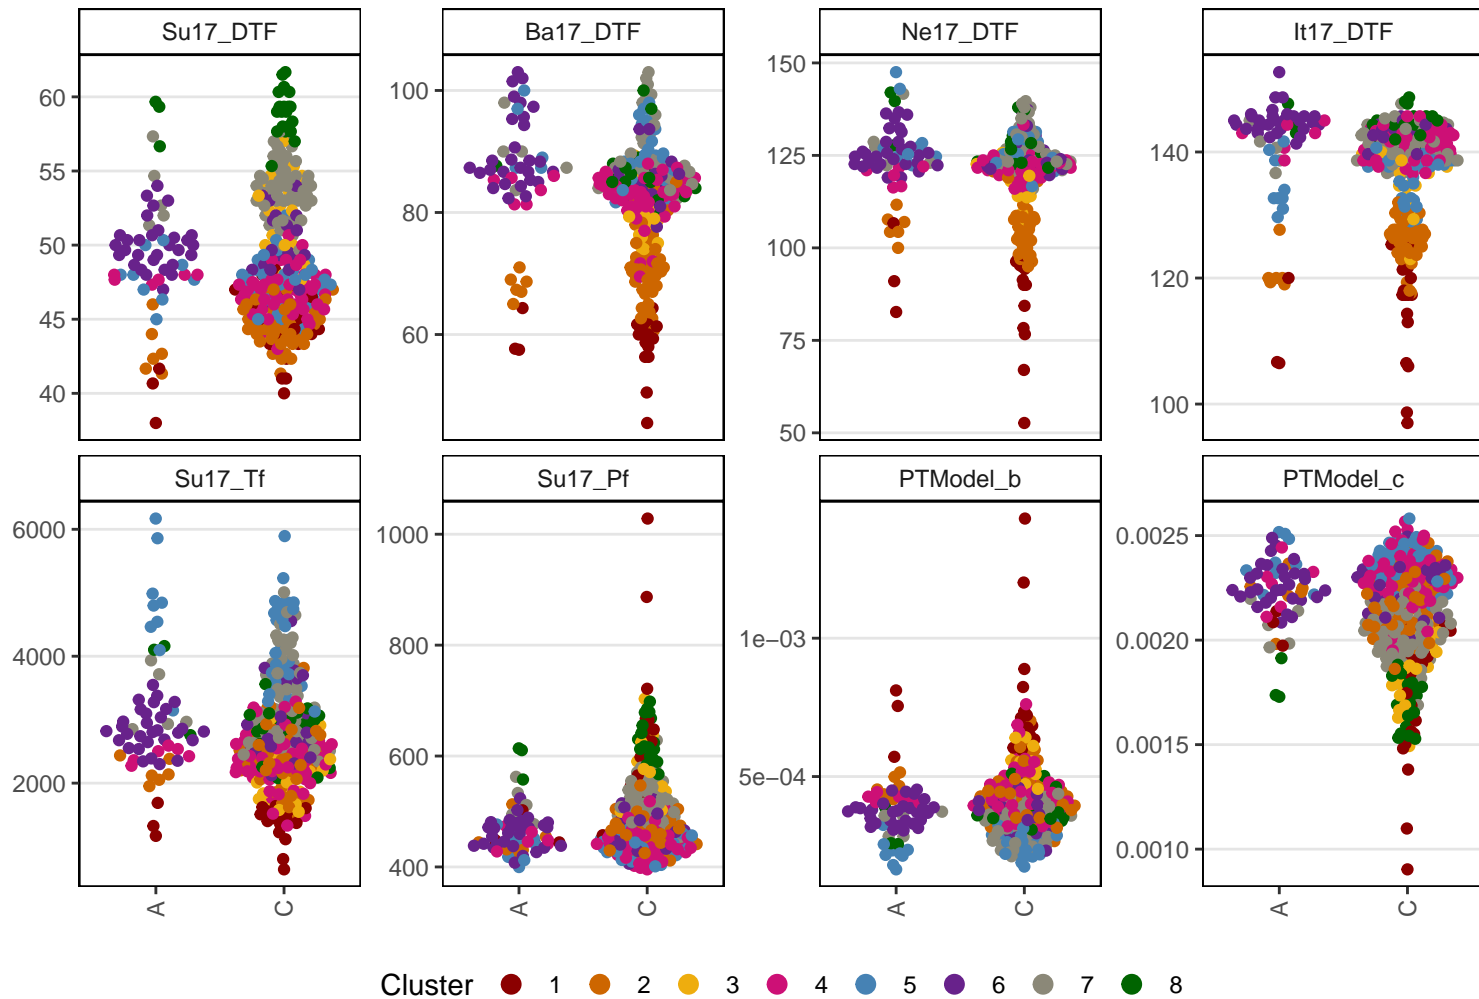 Su17_DTF Ba17_DTF Ne17_DTF It17_DTF
60 55 50 45 40
100 80 60
150 125 100 75 50
140 120 100
Su17_Tf Su17_Pf PTModel_b PTModel_c
6000 4000 2000
1000 800 600 400
1e−03 5e−04
0.0025 0.0020 0.0015 0.0010
A C A C A C A C
Cluster 1 2 3 4 5 6 7 8